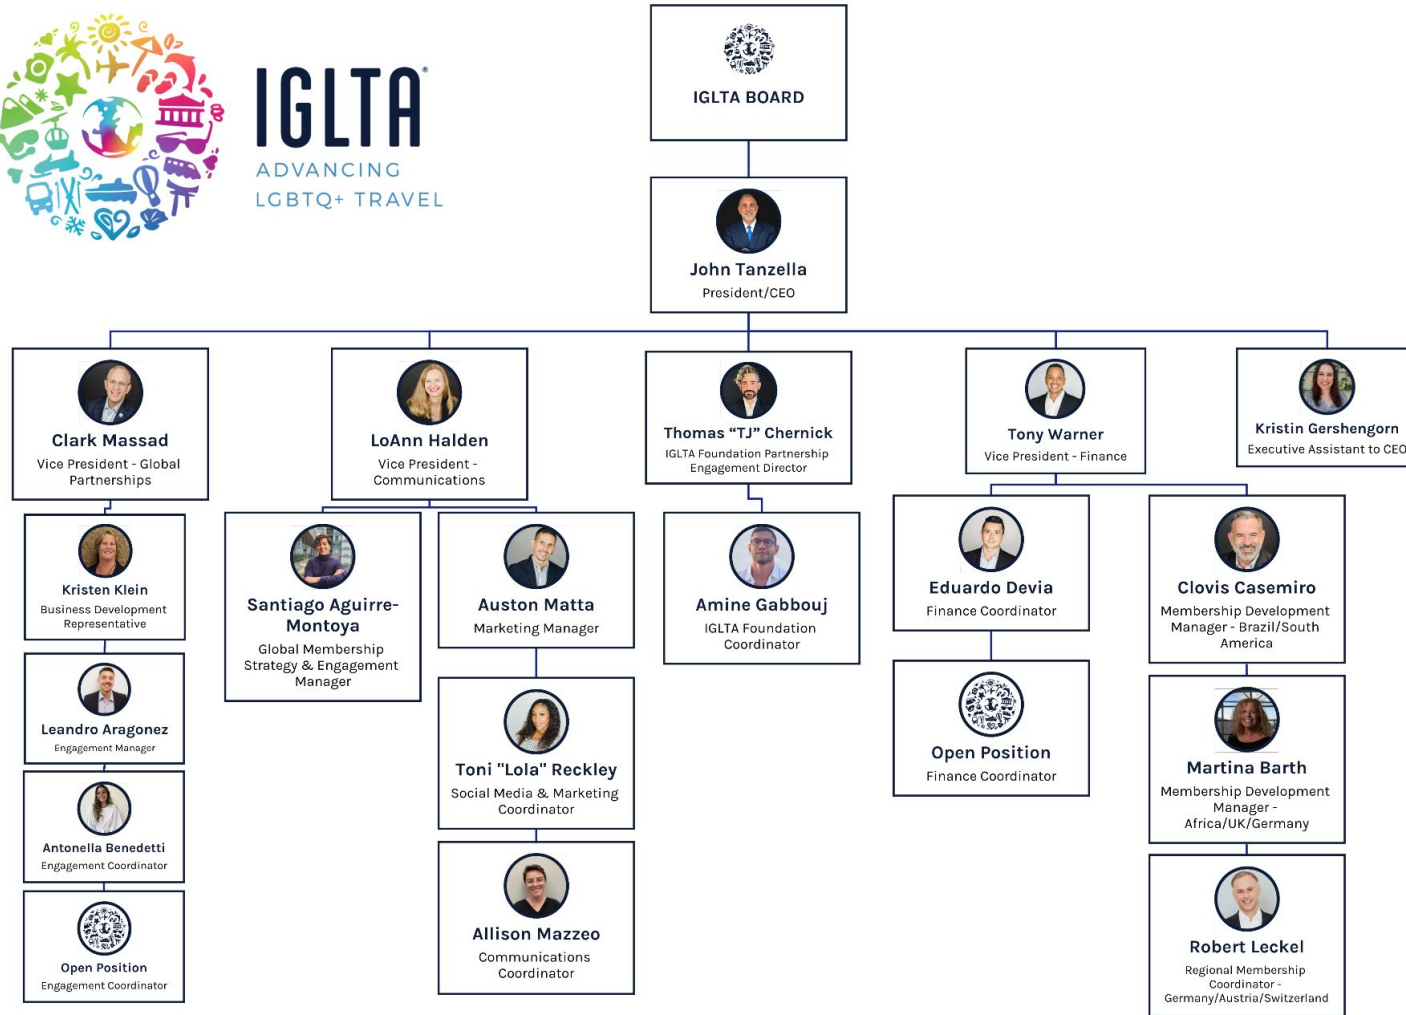 IGLTA®
ADVANCING
LGBTQ+ TRAVEL
IGLTA BOARD
John Tanzella
President/CEO
Clark Massad
Vice President - Global
Partnerships
LoAnn Halden
Vice President -
Communications
Thomas “TJ” Chernick
IGLTA Foundation Partnership
Engagement Director
Tony Warner
Vice President - Finance
Kristin Gershengorn
Executive Assistant to CEO
Kristen Klein
Business Development
Representative
Leandro Aragonez
Engagement Manager
Antonella Benedetti
Engagement Coordinator
Open Position
Engagement Coordinator
Santiago Aguirre-
Montoya
Global Membership
Strategy & Engagement
Manager
Auston Matta
Marketing Manager
Toni "Lola" Reckley
Social Media & Marketing
Coordinator
Allison Mazzeo
Communications
Coordinator
Amine Gabbouj
IGLTA Foundation
Coordinator
Eduardo Devia
Finance Coordinator
Open Position
Finance Coordinator
Clovis Casemiro
Membership Development
Manager - Brazil/South
America
Martina Barth
Membership Development
Manager -
Africa/UK/Germany
Robert Leckel
Regional Membership
Coordinator -
Germany/Austria/Switzerland